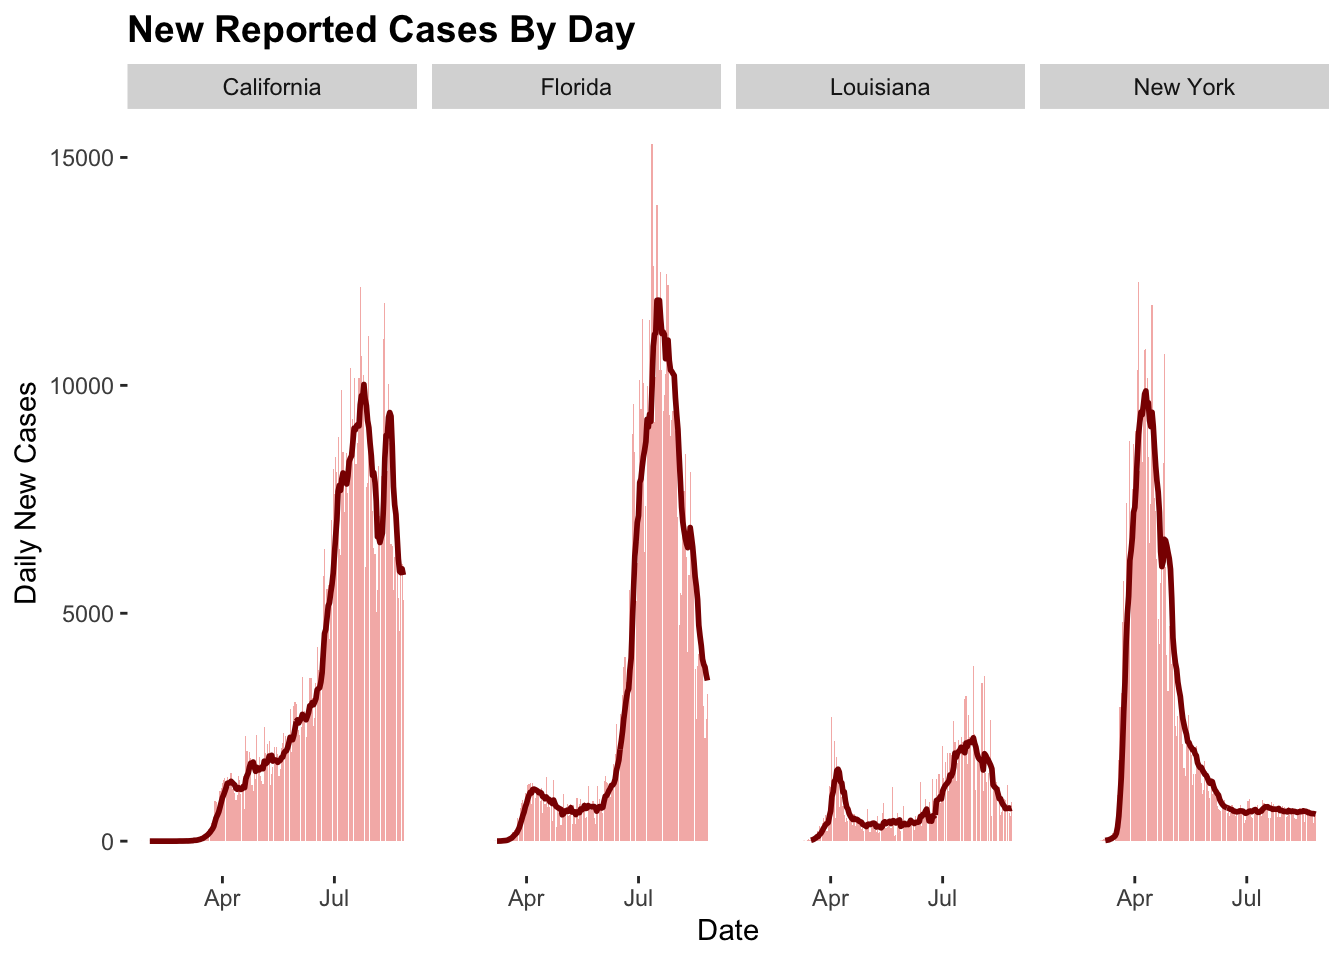 New Reported Cases By Day
California Florida Louisiana New York
15000
10000
5000
0
Daily New Cases
Apr Jul Apr Jul Apr Jul Apr Jul
Date